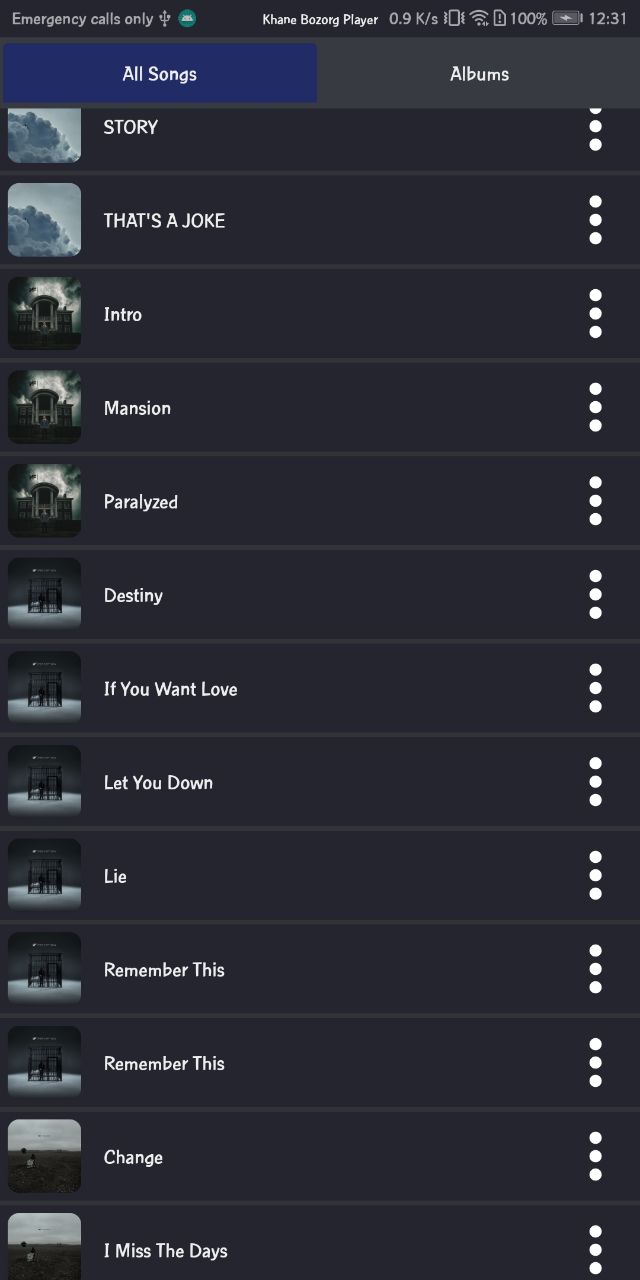 Emergency calls only Khane Bozorg Player 0.9 K/s 100% 12:31
All Songs Albums
STORY
THAT'S A JOKE
Intro
Mansion
Paralyzed
Destiny
If You Want Love
Let You Down
Lie
Remember This
Remember This
Change
I Miss The Days